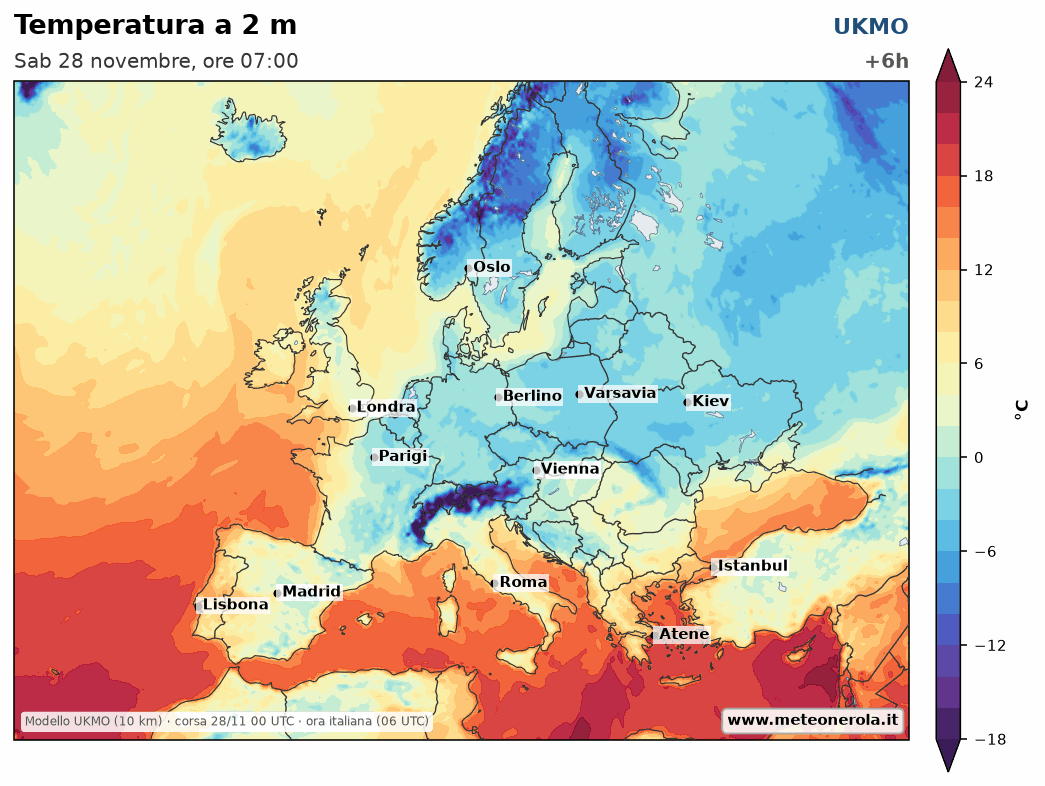 Temperatura a 2 m
UKMO
Sab 28 novembre, ore 07:00
+6h
24
18
12
6
0
−6
−12
−18
°C
Oslo
Berlino
Varsavia
Kiev
Londra
Parigi
Vienna
Istanbul
Roma
Madrid
Lisbona
Atene
Modello UKMO (10 km) · corsa 28/11 00 UTC · ora italiana (06 UTC)
www.meteonerola.it